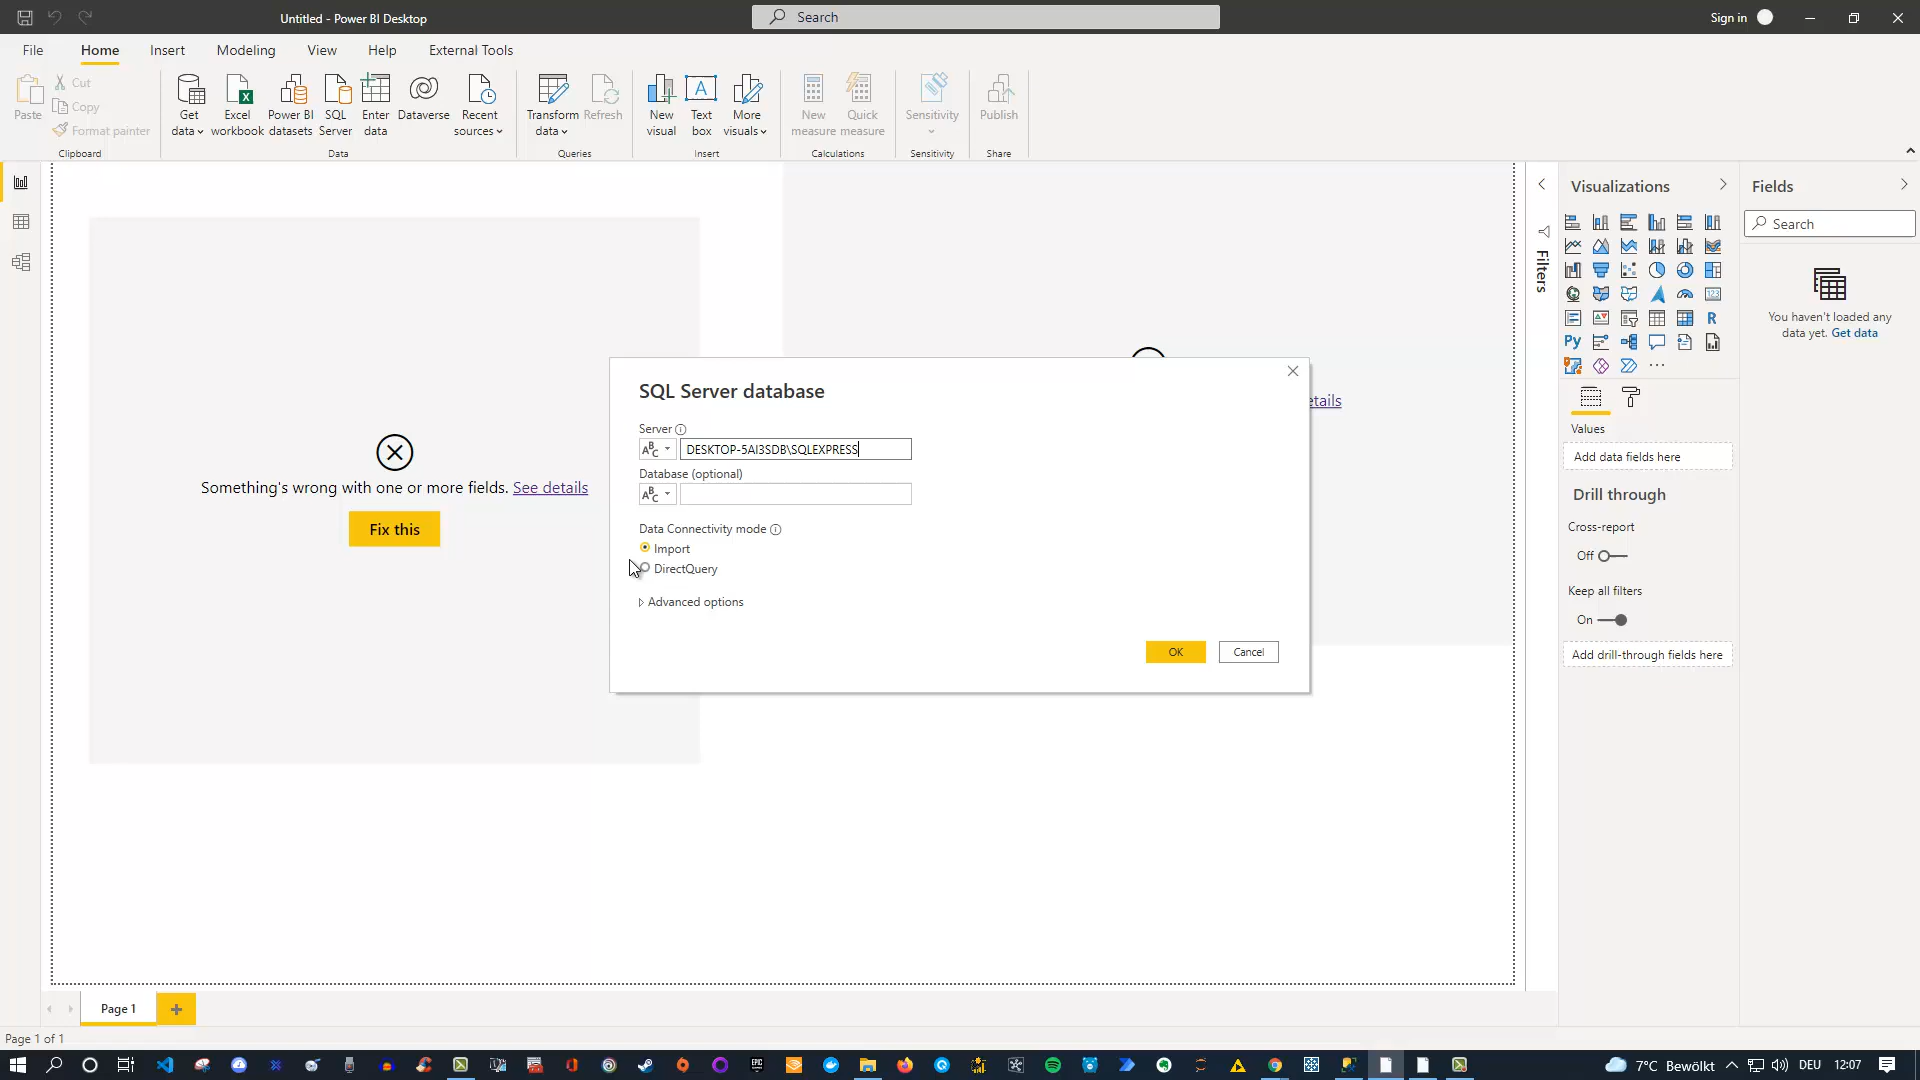 Untitled - Power BI Desktop
Search
Sign in
File
Home
Insert
Modeling
View
Help
External Tools
Paste
Cut
Copy
Format painter
Clipboard
Get data
Excel workbook
Power BI datasets
SQL Server
Enter data
Dataverse
Recent sources
Data
Transform data
Refresh
Queries
New visual
Text box
More visuals
Insert
New measure
Quick measure
Calculations
Sensitivity
Sensitivity
Publish
Share
Something's wrong with one or more fields. See details
Fix this
etails
SQL Server database
Server
DESKTOP-5AI3SDB\SQLEXPRESS
Database (optional)
Data Connectivity mode
Import
DirectQuery
Advanced options
OK
Cancel
Filters
Visualizations
Values
Add data fields here
Drill through
Cross-report
Off
Keep all filters
On
Add drill-through fields here
Fields
Search
You haven't loaded any
data yet. Get data
Page 1
Page 1 of 1
7°C Bewölkt
DEU
12:07